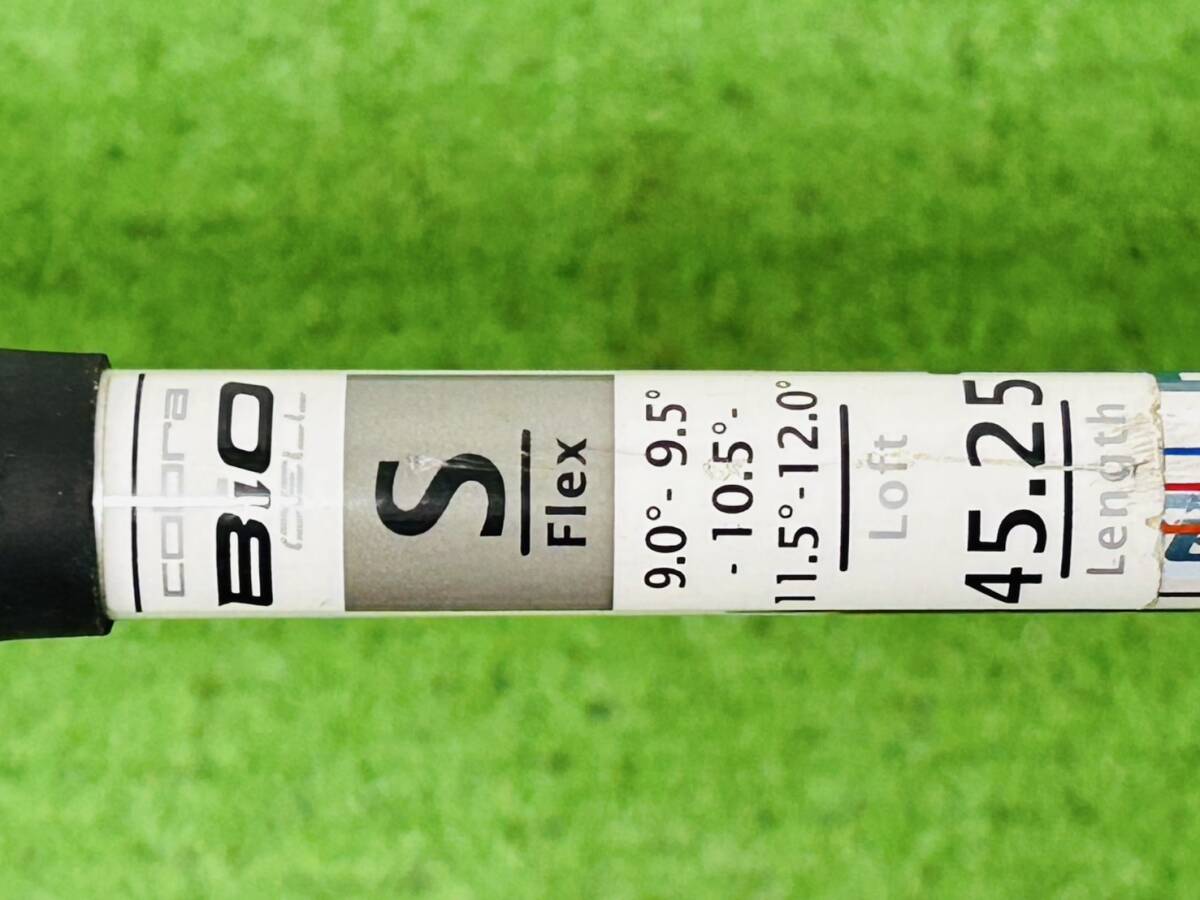 cobra
BiO
CELL
S
Flex
9.0°- 9.5°
- 10.5°-
11.5°-12.0°
Loft
45.25
Length